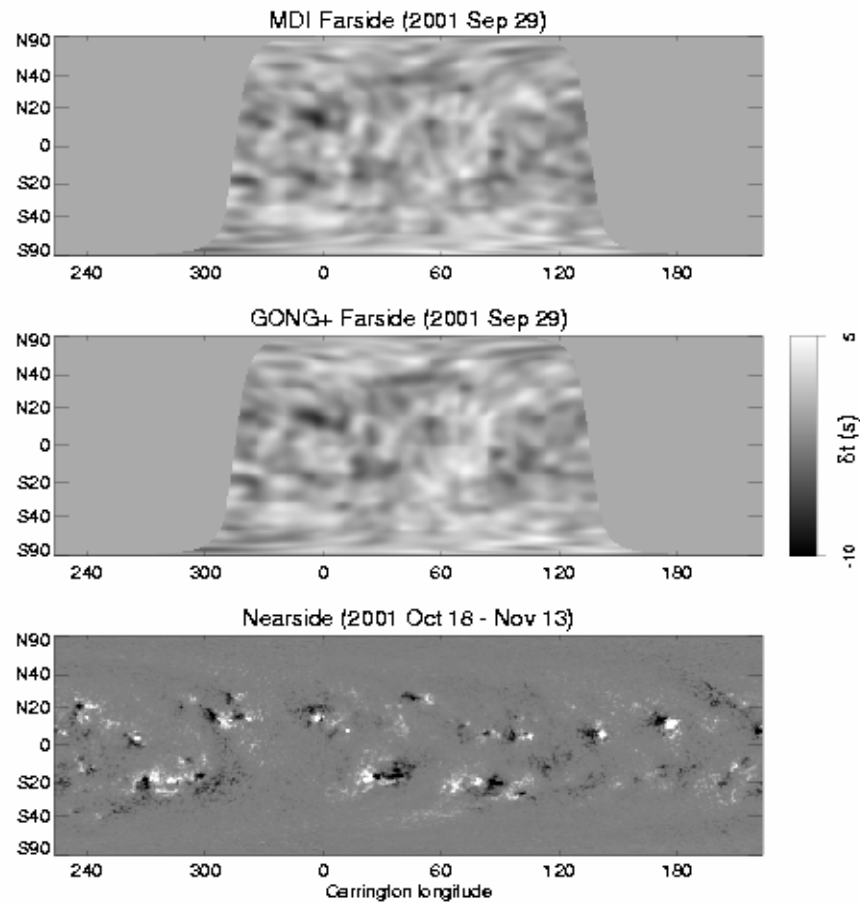 MDI Farside (2001 Sep 29)
N90
N40
N20
0
S20
S40
S90
240 300 0 60 120 180
GONG+ Farside (2001 Sep 29)
N90
N40
N20
0
S20
S40
S90
240 300 0 60 120 180
5
δt (s)
-10
Nearside (2001 Oct 18 - Nov 13)
N90
N40
N20
0
S20
S40
S90
240 300 0 60 120 180
Carrington longitude